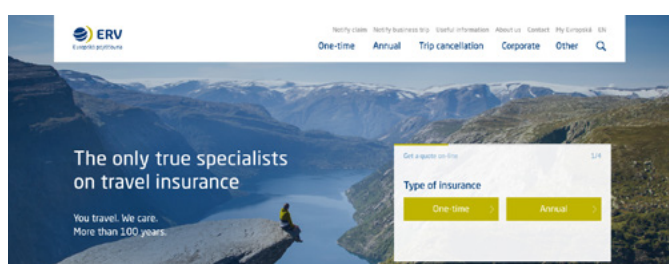 ERV
Evropská pojišťovna
Notify claim Notify business trip Useful information About us Contact My Evropská EN
One-time Annual Trip cancellation Corporate Other
The only true specialists
on travel insurance
You travel. We care.
More than 100 years.
Get a quote on-line 1/4
Type of insurance
One-time Annual